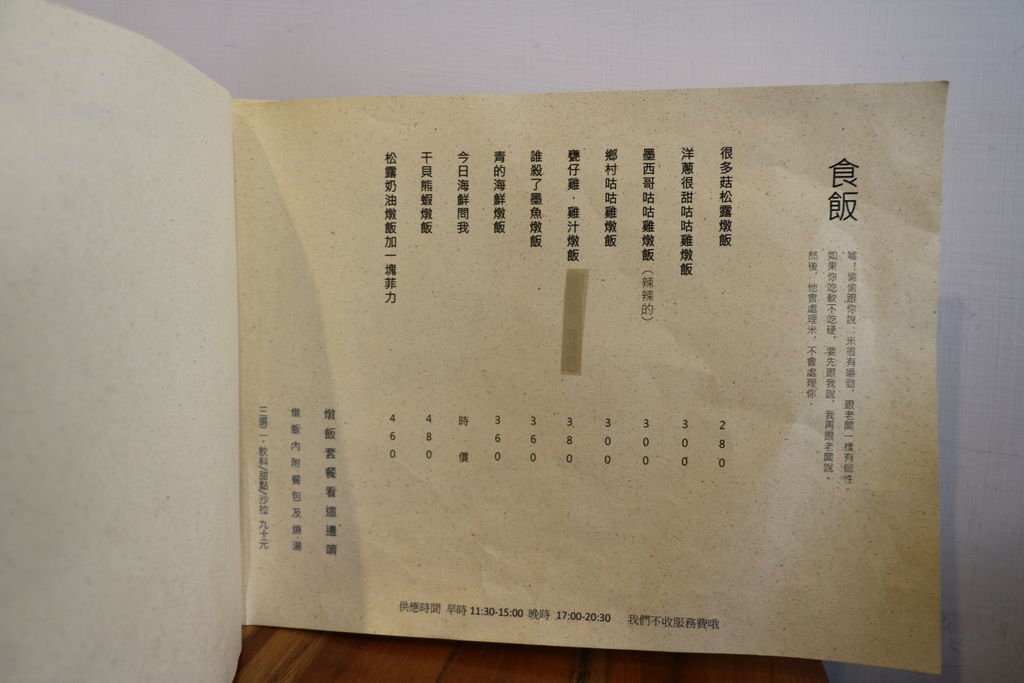 食飯
噓！偷偷跟你說：米很有嚼勁，跟老闆一樣有個性。
如果你吃軟不吃硬，要先跟我說，我再跟老闆說。
然後，他會處理米，不會處理你。
很多菇松露燉飯 280
洋蔥很甜咕咕雞燉飯 300
墨西哥咕咕雞燉飯（辣辣的） 300
鄉村咕咕雞燉飯 300
甕仔雞．雞汁燉飯 380
誰殺了墨魚燉飯 360
青的海鮮燉飯 360
今日海鮮問我 時價
干貝熊蝦燉飯 480
松露奶油燉飯加一塊菲力 460
燉飯套餐看這邊唷
燉飯內附餐包及燒湯
三選二．飲料/甜點/沙拉 九十元
供應時間 早時 11:30-15:00 晚時 17:00-20:30 我們不收服務費哦